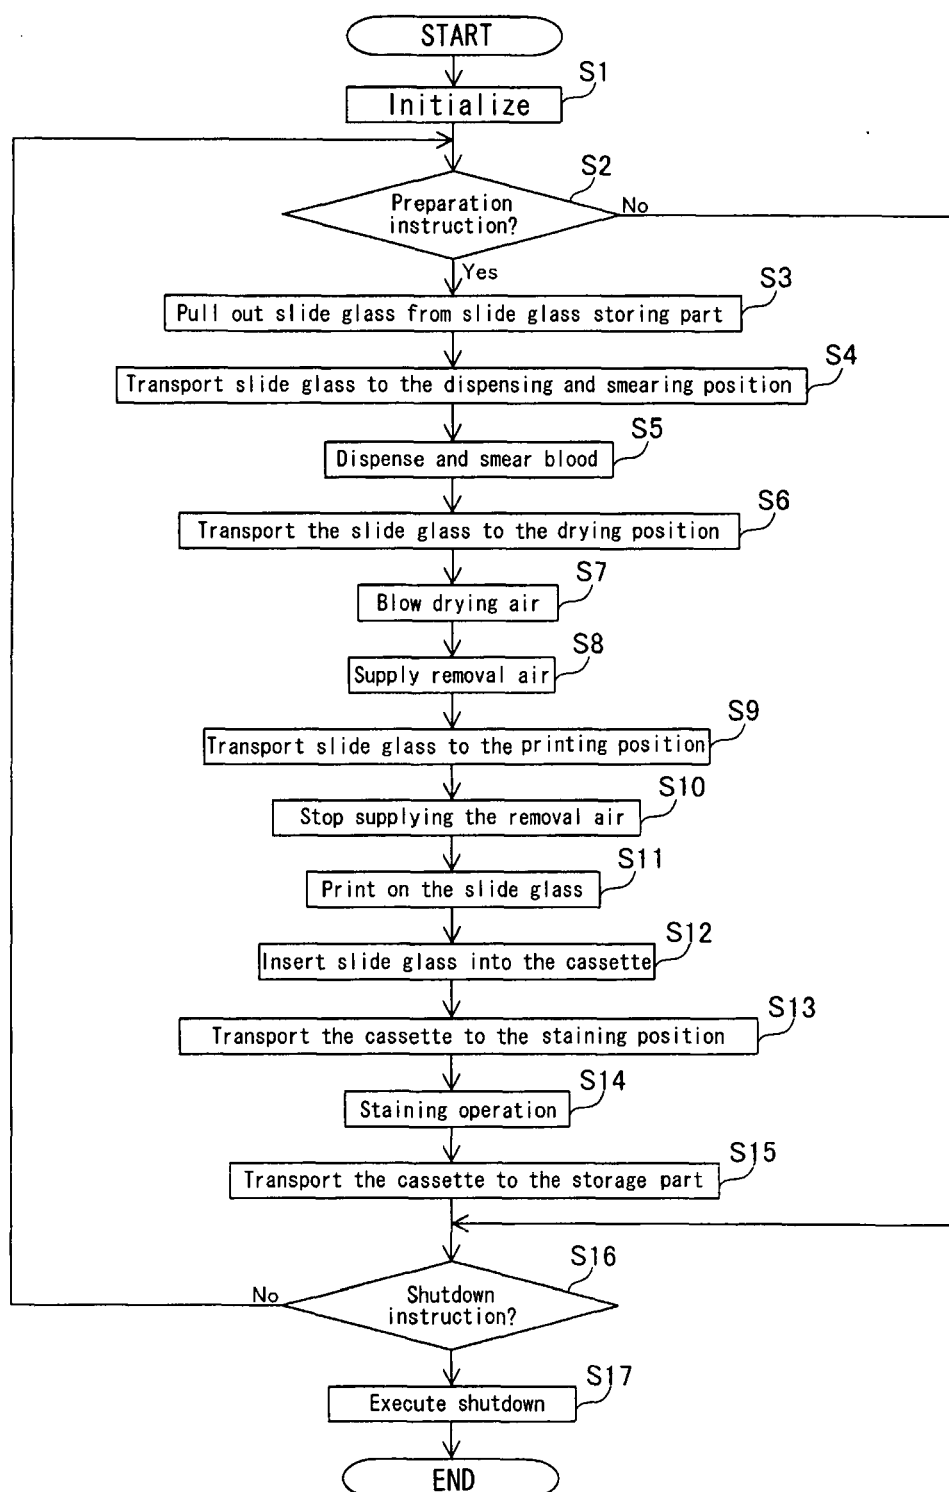 START
S1
Initialize
S2
Preparation
instruction?
No
Yes
S3
Pull out slide glass from slide glass storing part
S4
Transport slide glass to the dispensing and smearing position
S5
Dispense and smear blood
S6
Transport the slide glass to the drying position
S7
Blow drying air
S8
Supply removal air
S9
Transport slide glass to the printing position
S10
Stop supplying the removal air
S11
Print on the slide glass
S12
Insert slide glass into the cassette
S13
Transport the cassette to the staining position
S14
Staining operation
S15
Transport the cassette to the storage part
S16
No
Shutdown
instruction?
S17
Execute shutdown
END